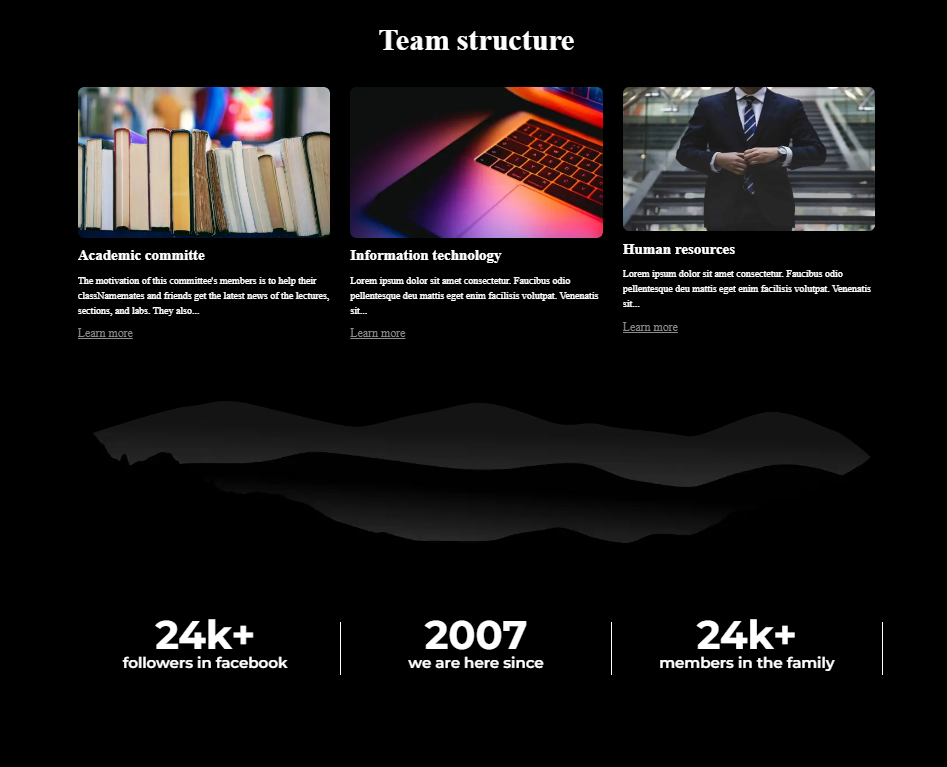 Team structure
Academic committe
The motivation of this committee's members is to help their
classNamemates and friends get the latest news of the lectures,
sections, and labs. They also...
Learn more
Information technology
Lorem ipsum dolor sit amet consectetur. Faucibus odio
pellentesque deu mattis eget enim facilisis volutpat. Venenatis
sit...
Learn more
Human resources
Lorem ipsum dolor sit amet consectetur. Faucibus odio
pellentesque deu mattis eget enim facilisis volutpat. Venenatis
sit...
Learn more
24k+
followers in facebook
2007
we are here since
24k+
members in the family